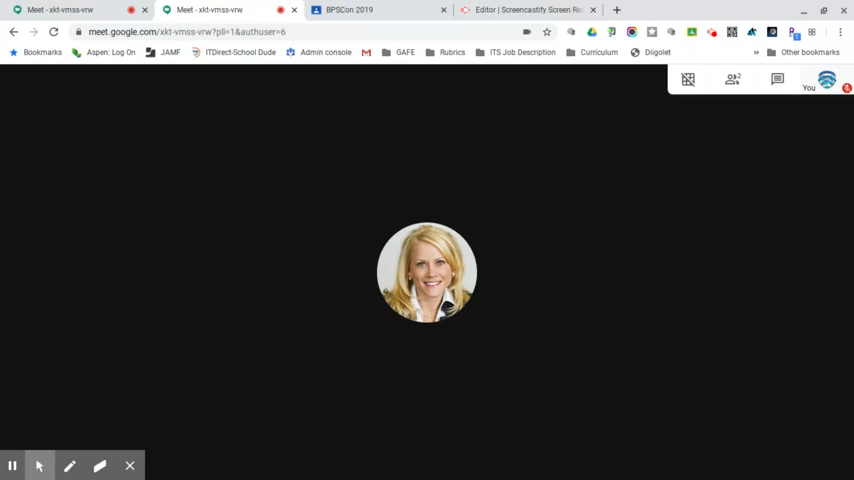 Meet - xkt-vmss-vrw
Meet - xkt-vmss-vrw
BPSCon 2019
Editor | Screencastify Screen Rec
meet.google.com/xkt-vmss-vrw?pli=1&authuser=6
Bookmarks
Aspen: Log On
JAMF
ITDirect-School Dude
Admin console
GAFE
Rubrics
ITS Job Description
Curriculum
Diigolet
»
Other bookmarks
2
You